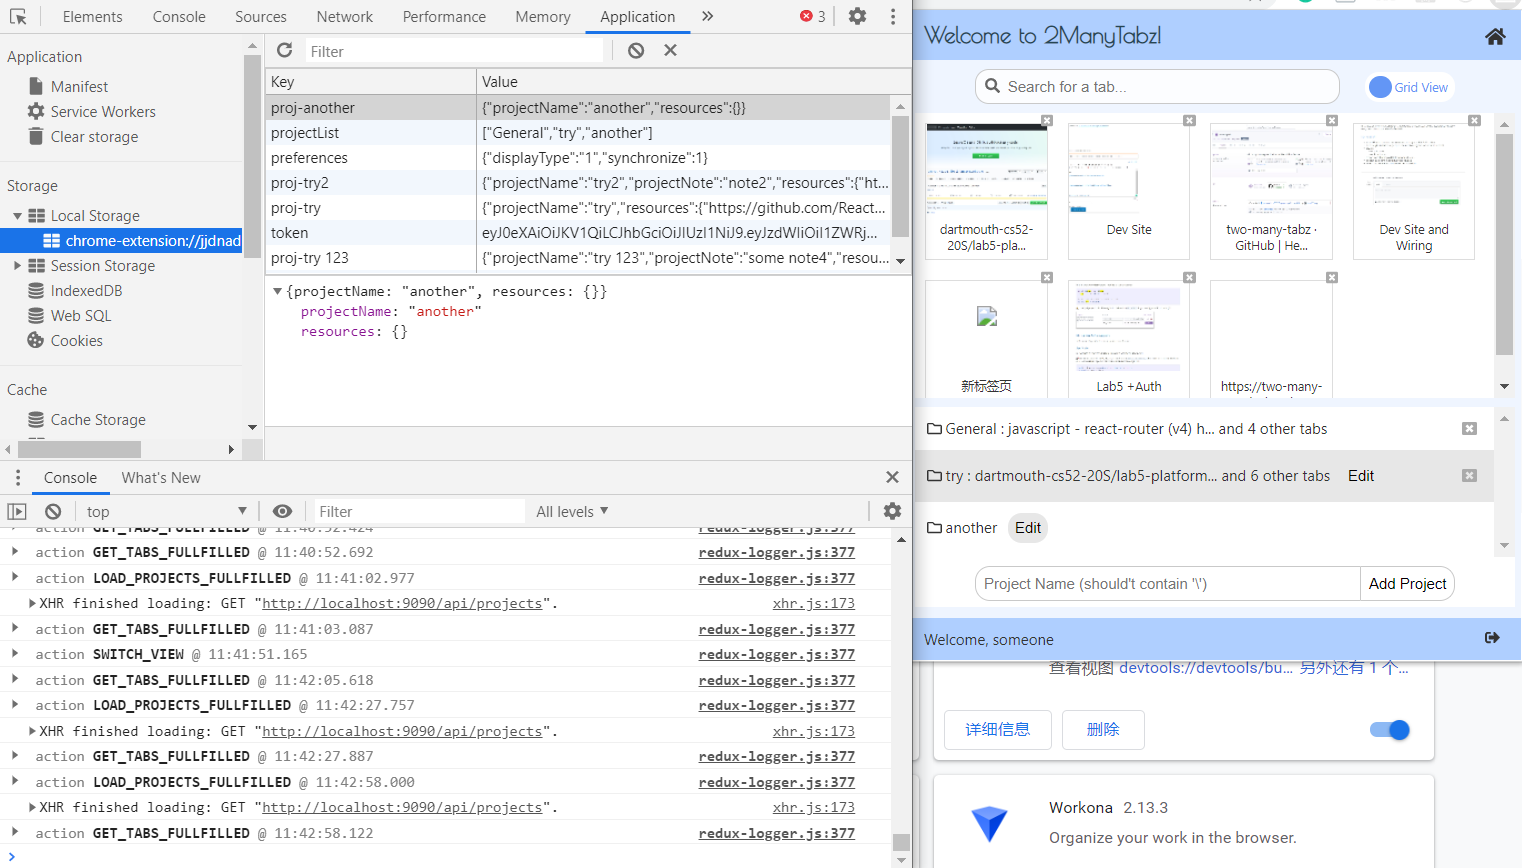 Elements Console Sources Network Performance Memory Application 3
Application
Manifest
Service Workers
Clear storage
Storage
Local Storage
chrome-extension://jjdnad
Session Storage
IndexedDB
Web SQL
Cookies
Cache
Cache Storage
Filter
Key Value
proj-another {"projectName":"another","resources":{}}
projectList ["General","try","another"]
preferences {"displayType":"1","synchronize":1}
proj-try2 {"projectName":"try2","projectNote":"note2","resources":{"ht...
proj-try {"projectName":"try","resources":{"https://github.com/React...
token eyJ0eXAiOiJKV1QiLCJhbGciOiJIUzI1NiJ9.eyJzdWIiOiI1ZWRj...
proj-try 123 {"projectName":"try 123","projectNote":"some note4","resou...
{projectName: "another", resources: {}}
projectName: "another"
resources: {}
Console What's New
top Filter All levels
action GET_TABS_FULLFILLED @ 11:40:52.424 redux-logger.js:377
action GET_TABS_FULLFILLED @ 11:40:52.692 redux-logger.js:377
action LOAD_PROJECTS_FULLFILLED @ 11:41:02.977 redux-logger.js:377
XHR finished loading: GET "http://localhost:9090/api/projects". xhr.js:173
action GET_TABS_FULLFILLED @ 11:41:03.087 redux-logger.js:377
action SWITCH_VIEW @ 11:41:51.165 redux-logger.js:377
action GET_TABS_FULLFILLED @ 11:42:05.618 redux-logger.js:377
action LOAD_PROJECTS_FULLFILLED @ 11:42:27.757 redux-logger.js:377
XHR finished loading: GET "http://localhost:9090/api/projects". xhr.js:173
action GET_TABS_FULLFILLED @ 11:42:27.887 redux-logger.js:377
action LOAD_PROJECTS_FULLFILLED @ 11:42:58.000 redux-logger.js:377
XHR finished loading: GET "http://localhost:9090/api/projects". xhr.js:173
action GET_TABS_FULLFILLED @ 11:42:58.122 redux-logger.js:377
Welcome to 2ManyTabz!
Search for a tab...
Grid View
dartmouth-cs52-
20S/lab5-pla...
Dev Site
two-many-tabz ·
GitHub | He...
Dev Site and
Wiring
新标签页
Lab5 +Auth
https://two-many-
General : javascript - react-router (v4) h... and 4 other tabs
try : dartmouth-cs52-20S/lab5-platform... and 6 other tabs Edit
another Edit
Project Name (should't contain '\') Add Project
Welcome, someone
查看视图 devtools://devtools/bu... 另外还有 1 个...
详细信息 删除
Workona 2.13.3
Organize your work in the browser.